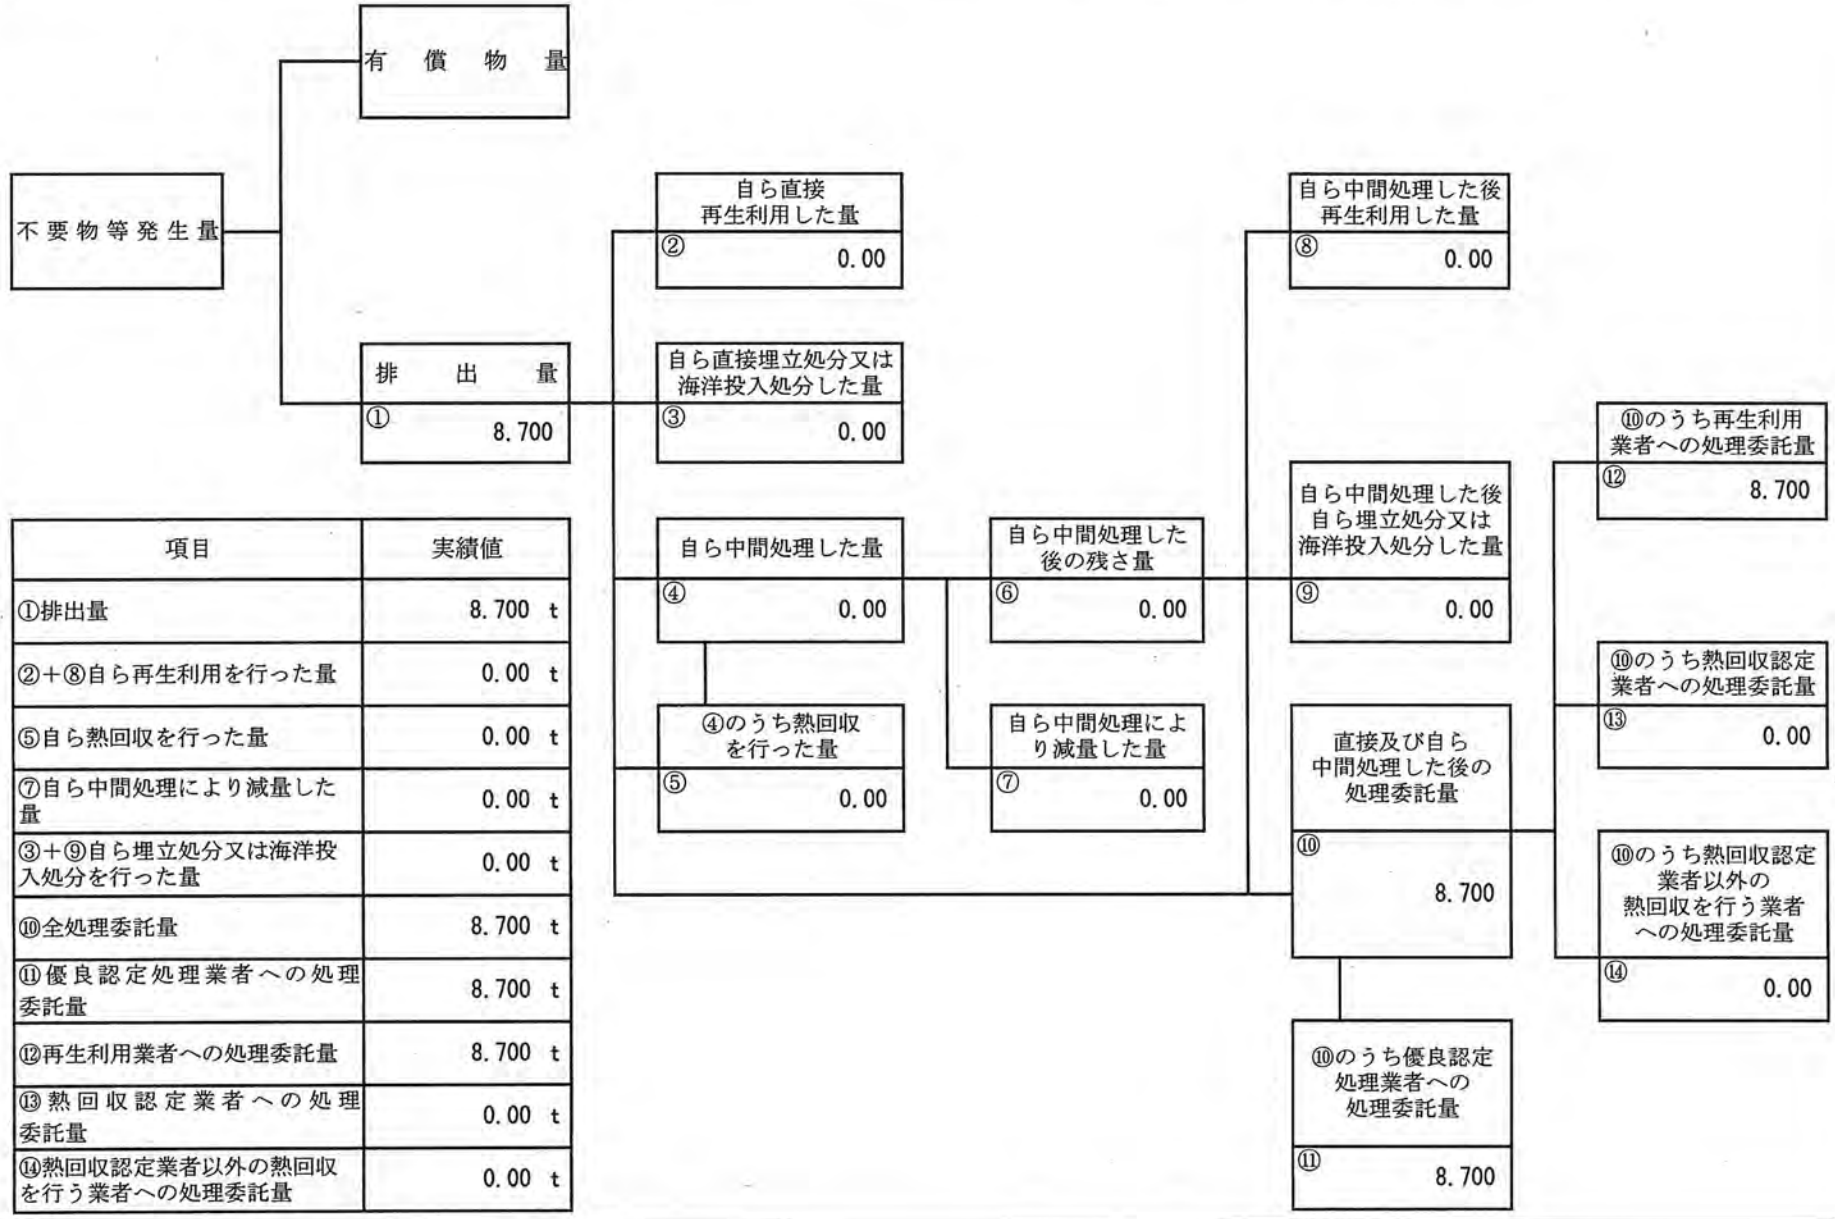 有償物量
不要物等発生量
排出量
① 8.700
自ら直接
再生利用した量
② 0.00
自ら直接埋立処分又は
海洋投入処分した量
③ 0.00
自ら中間処理した量
④ 0.00
④のうち熱回収
を行った量
⑤ 0.00
自ら中間処理した
後の残さ量
⑥ 0.00
自ら中間処理によ
り減量した量
⑦ 0.00
自ら中間処理した後
再生利用した量
⑧ 0.00
自ら中間処理した後
自ら埋立処分又は
海洋投入処分した量
⑨ 0.00
直接及び自ら
中間処理した後の
処理委託量
⑩ 8.700
⑩のうち優良認定
処理業者への
処理委託量
⑪ 8.700
⑩のうち再生利用
業者への処理委託量
⑫ 8.700
⑩のうち熱回収認定
業者への処理委託量
⑬ 0.00
⑩のうち熱回収認定
業者以外の
熱回収を行う業者
への処理委託量
⑭ 0.00
項目 実績値
①排出量 8.700 t
②+⑧自ら再生利用を行った量 0.00 t
⑤自ら熱回収を行った量 0.00 t
⑦自ら中間処理により減量した
量 0.00 t
③+⑨自ら埋立処分又は海洋投
入処分を行った量 0.00 t
⑩全処理委託量 8.700 t
⑪優良認定処理業者への処理
委託量 8.700 t
⑫再生利用業者への処理委託量 8.700 t
⑬熱回収認定業者への処理
委託量 0.00 t
⑭熱回収認定業者以外の熱回収
を行う業者への処理委託量 0.00 t